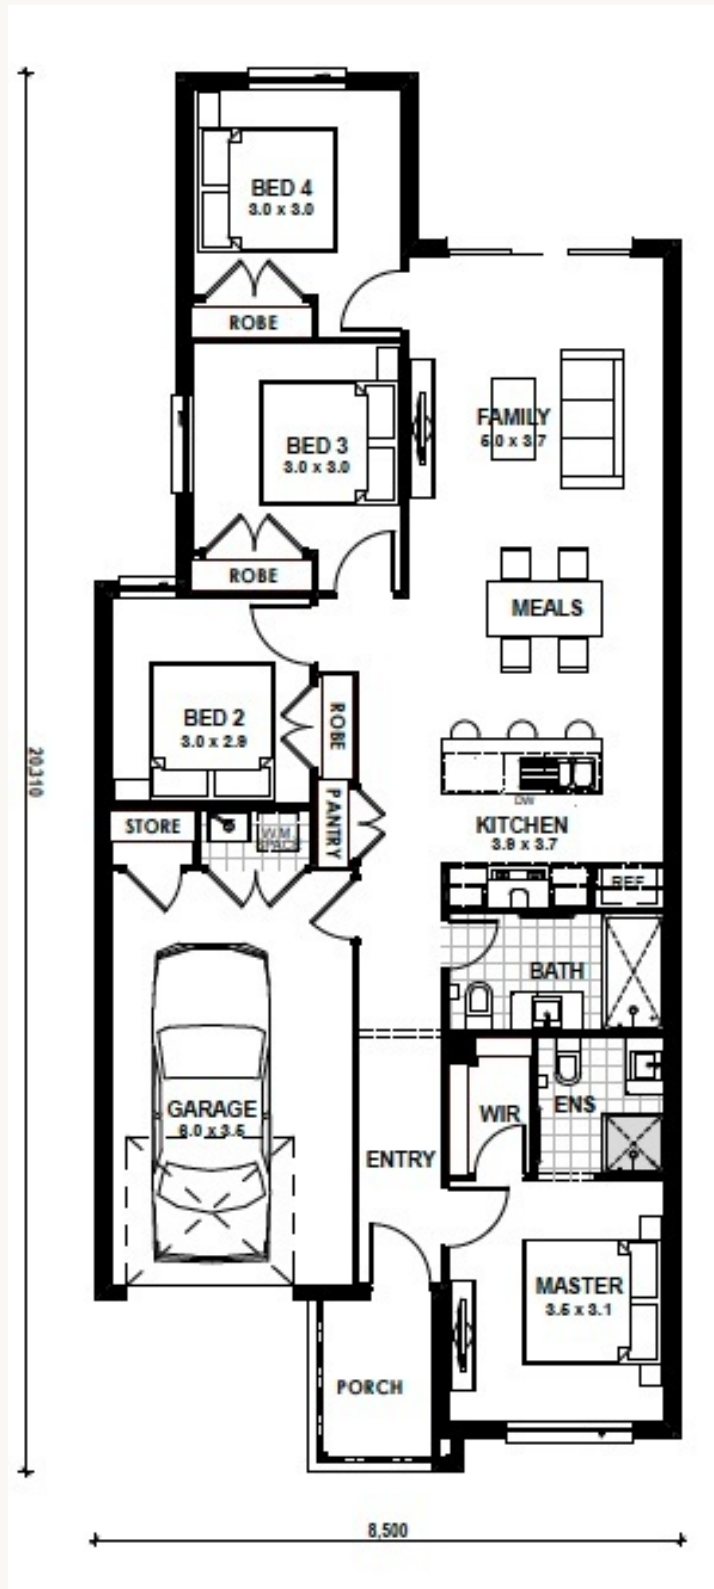 BED 4
3.0 x 3.0
ROBE
FAMILY
5.0 x 3.7
BED 3
3.0 x 3.0
ROBE
MEALS
BED 2
3.0 x 2.9
ROBE
20,310
PANTRY
STORE
W.M
SPACE
DW
KITCHEN
3.9 x 3.7
REF
BATH
GARAGE
6.0 x 3.5
WIR
ENS
ENTRY
MASTER
3.5 x 3.1
PORCH
8,500